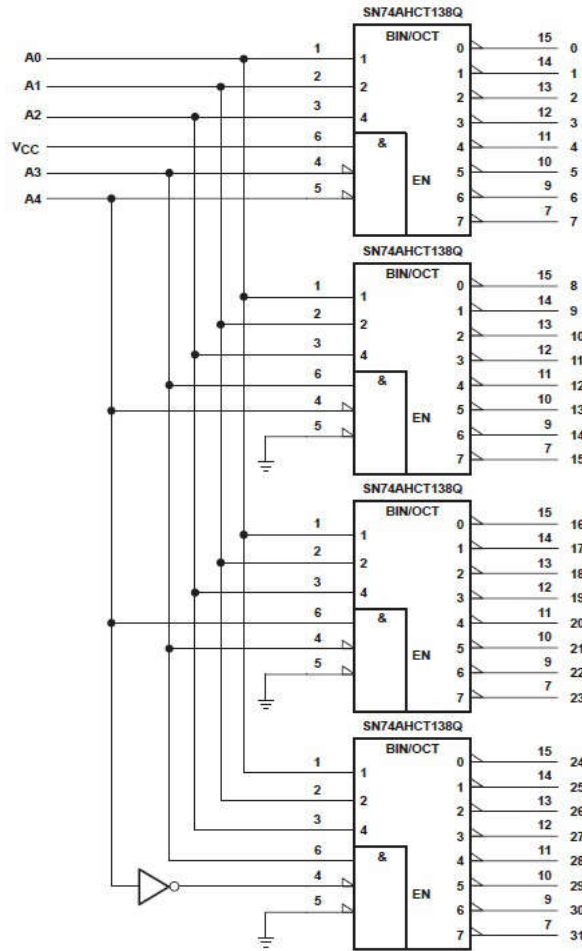 SN74AHCT138Q
BIN/OCT
A0 1 1 0 15 0
1 14 1
A1 2 2 2 13 2
A2 3 4 3 12 3
VCC 6 & 4 11 4
A3 4 EN 5 10 5
A4 5 6 9 6
7 7 7
SN74AHCT138Q
BIN/OCT
1 1 0 15 8
1 14 9
2 2 2 13 10
3 4 3 12 11
6 & 4 11 12
4 EN 5 10 13
5 6 9 14
7 7 15
SN74AHCT138Q
BIN/OCT
1 1 0 15 16
1 14 17
2 2 2 13 18
3 4 3 12 19
6 & 4 11 20
4 EN 5 10 21
5 6 9 22
7 7 23
SN74AHCT138Q
BIN/OCT
1 1 0 15 24
1 14 25
2 2 2 13 26
3 4 3 12 27
6 & 4 11 28
4 EN 5 10 29
5 6 9 30
7 7 31